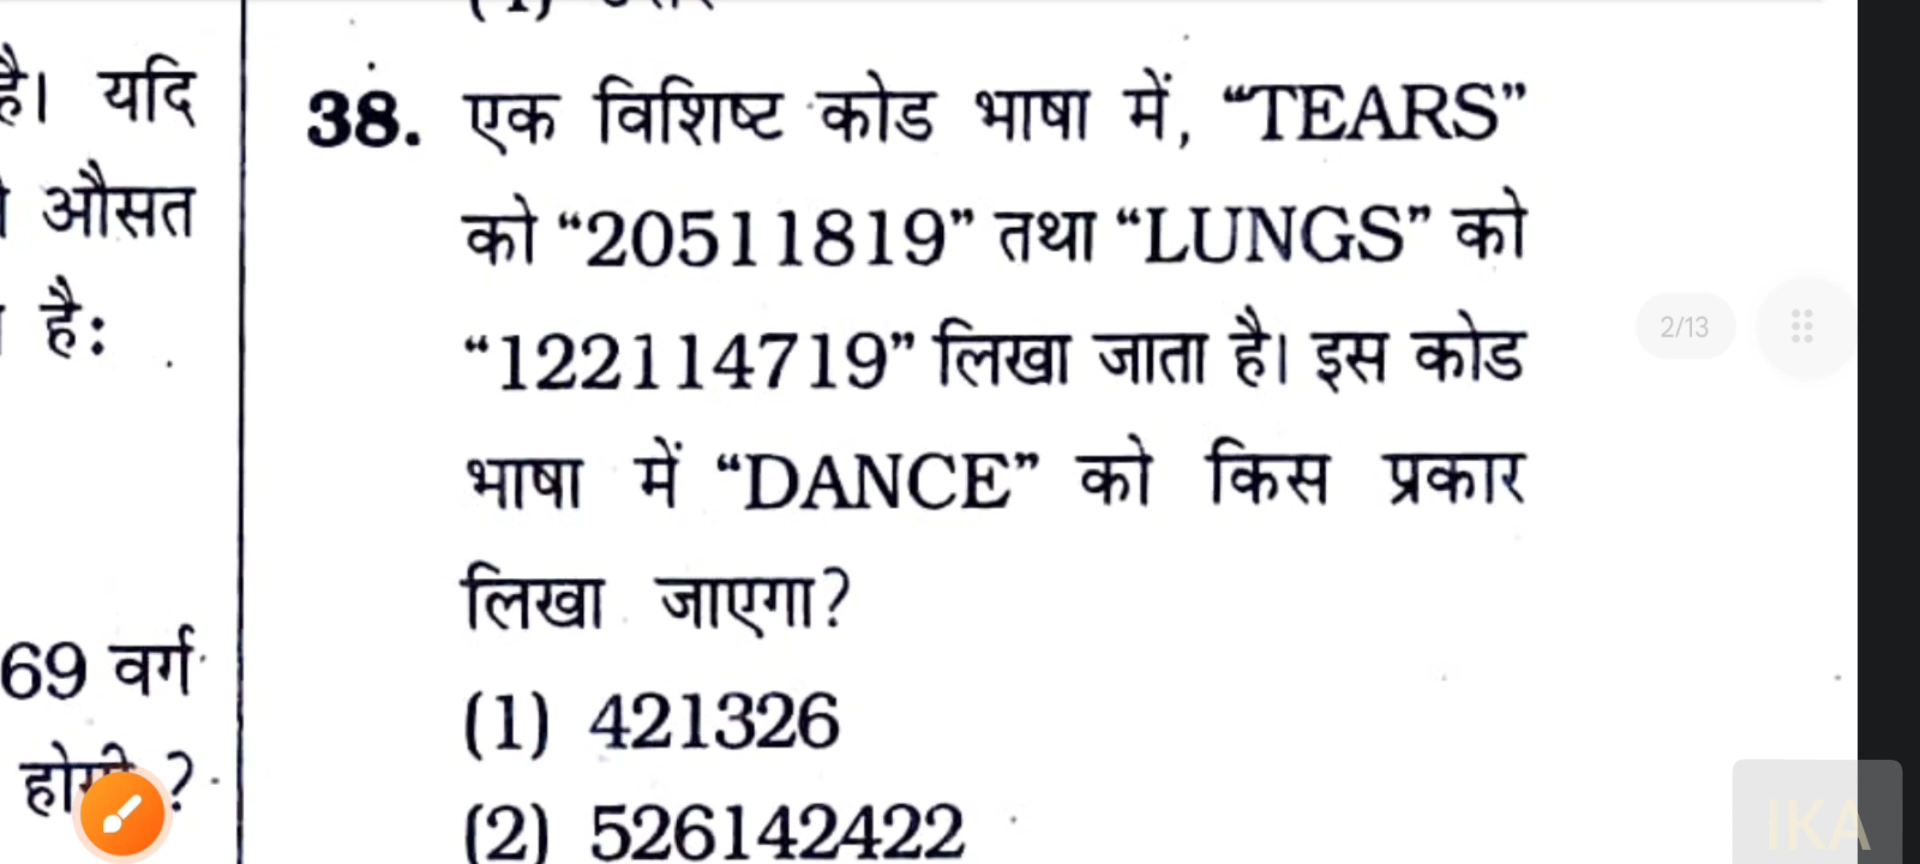 है। यदि
औसत
है:
69 वर्ग
?
38. एक विशिष्ट कोड भाषा में, “TEARS”
को “20511819” तथा “LUNGS” को
“122114719” लिखा जाता है। इस कोड
भाषा में “DANCE” को किस प्रकार
लिखा जाएगा?
(1) 421326
(2) 526142422
2/13
IKA